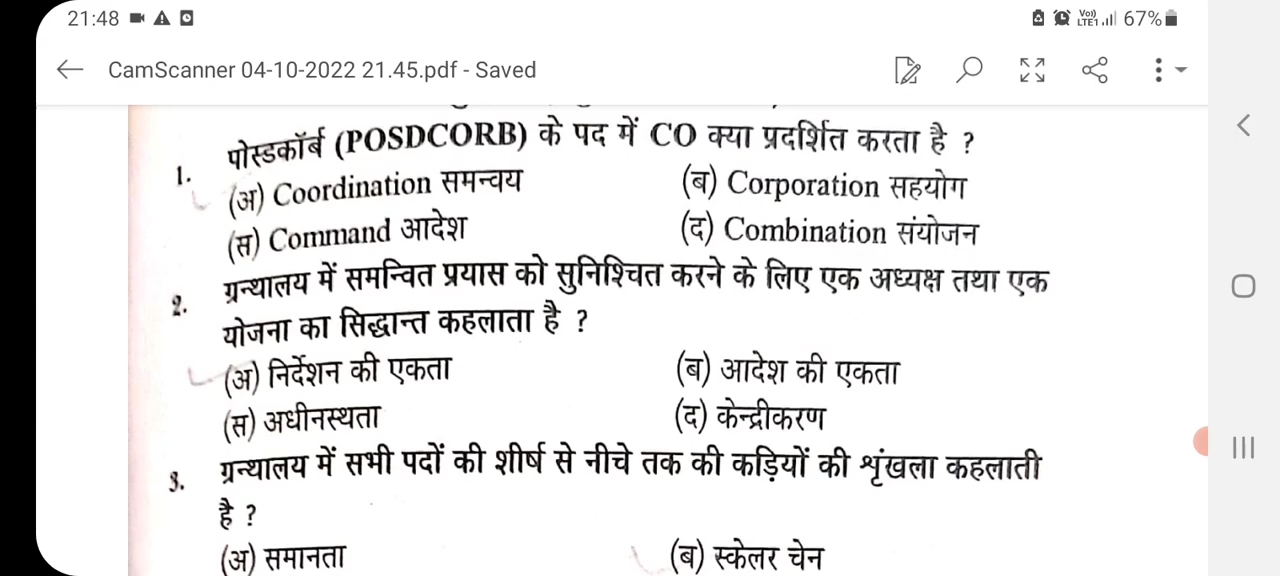 21:48 Vo) LTE1 67%
CamScanner 04-10-2022 21.45.pdf - Saved
1. पोस्डकॉर्ब (POSDCORB) के पद में CO क्या प्रदर्शित करता है ?
(अ) Coordination समन्वय (ब) Corporation सहयोग
(स) Command आदेश (द) Combination संयोजन
2. ग्रन्थालय में समन्वित प्रयास को सुनिश्चित करने के लिए एक अध्यक्ष तथा एक
योजना का सिद्धान्त कहलाता है ?
(अ) निर्देशन की एकता (ब) आदेश की एकता
(स) अधीनस्थता (द) केन्द्रीकरण
3. ग्रन्थालय में सभी पदों की शीर्ष से नीचे तक की कड़ियों की शृंखला कहलाती
है ?
(अ) समानता (ब) स्केलर चेन